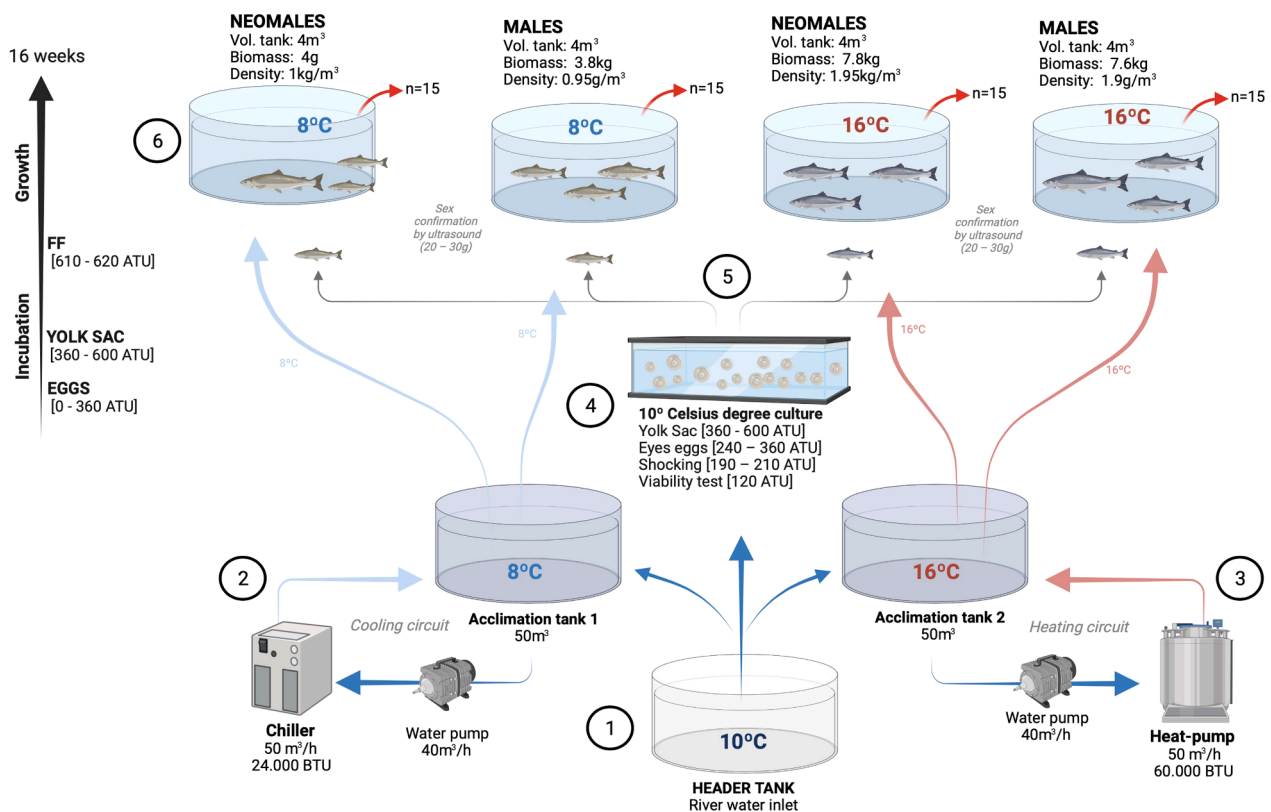 16 weeks
Growth
Incubation
FF
[610 - 620 ATU]
YOLK SAC
[360 - 600 ATU]
EGGS
[0 - 360 ATU]
6
NEOMALES
Vol. tank: 4m³
Biomass: 4g
Density: 1kg/m³
n=15
8ºC
MALES
Vol. tank: 4m³
Biomass: 3.8kg
Density: 0.95g/m³
n=15
8ºC
NEOMALES
Vol. tank: 4m³
Biomass: 7.8kg
Density: 1.95kg/m³
n=15
16ºC
MALES
Vol. tank: 4m³
Biomass: 7.6kg
Density: 1.9g/m³
n=15
16ºC
Sex
confirmation
by ultrasound
(20 – 30g)
Sex
confirmation
by ultrasound
(20 – 30g)
5
8ºC
8ºC
16ºC
16ºC
4
10º Celsius degree culture
Yolk Sac [360 - 600 ATU]
Eyes eggs [240 – 360 ATU]
Shocking [190 – 210 ATU]
Viability test [120 ATU]
2
8ºC
Acclimation tank 1
50m³
Cooling circuit
Chiller
50 m³/h
24.000 BTU
Water pump
40m³/h
1
10ºC
HEADER TANK
River water inlet
16ºC
Acclimation tank 2
50m³
3
Heating circuit
Water pump
40m³/h
Heat-pump
50 m³/h
60.000 BTU